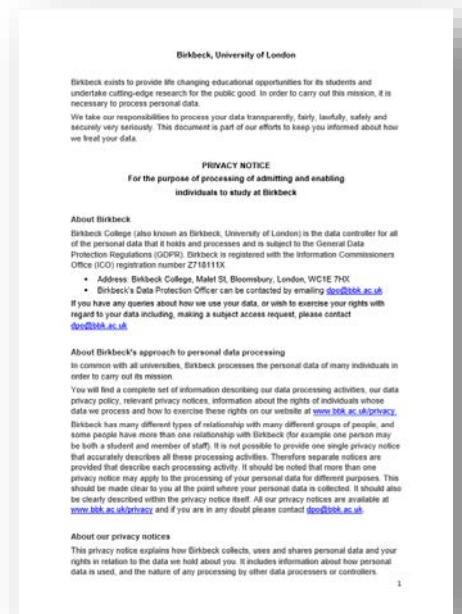 Birkbeck, University of London
Birkbeck exists to provide life changing educational opportunities for its students and
undertake cutting-edge research for the public good. In order to carry out this mission, it is
necessary to process personal data.
We take our responsibilities to process your data transparently, fairly, lawfully, safely and
securely very seriously. This document is part of our efforts to keep you informed about how
we treat your data.
PRIVACY NOTICE
For the purpose of processing of admitting and enabling
individuals to study at Birkbeck
About Birkbeck
Birkbeck College (also known as Birkbeck, University of London) is the data controller for all
of the personal data that it holds and processes and is subject to the General Data
Protection Regulations (GDPR). Birkbeck is registered with the Information Commissioners
Office (ICO) registration number Z718111X.
• Address: Birkbeck College, Malet St, Bloomsbury, London, WC1E 7HX
• Birkbeck's Data Protection Officer can be contacted by emailing dpo@bbk.ac.uk
If you have any queries about how we use your data, or wish to exercise your rights with
regard to your data including, making a subject access request, please contact
dpo@bbk.ac.uk
About Birkbeck's approach to personal data processing
In common with all universities, Birkbeck processes the personal data of many individuals in
order to carry out its mission.
You will find a complete set of information describing our data processing activities, our data
privacy policy, relevant privacy notices, information about the rights of individuals whose
data we process and how to exercise these rights on our website at www.bbk.ac.uk/privacy.
Birkbeck has many different types of relationship with many different groups of people, and
some people have more than one relationship with Birkbeck (for example one person may
be both a student and member of staff). It is not possible to provide one single privacy notice
that accurately describes all these processing activities. Therefore separate notices are
provided that describe each processing activity. It should be noted that more than one
privacy notice may apply to the processing of your personal data for different purposes. This
should be made clear to you at the point where your personal data is collected. It should also
be clearly described within the privacy notice itself. All our privacy notices are available at
www.bbk.ac.uk/privacy and if you are in any doubt please contact dpo@bbk.ac.uk.
About our privacy notices
This privacy notice explains how Birkbeck collects, uses and shares personal data and your
rights in relation to the data we hold about you. It includes information about how personal
data is used, and the nature of any processing by other data processers or controllers.
1